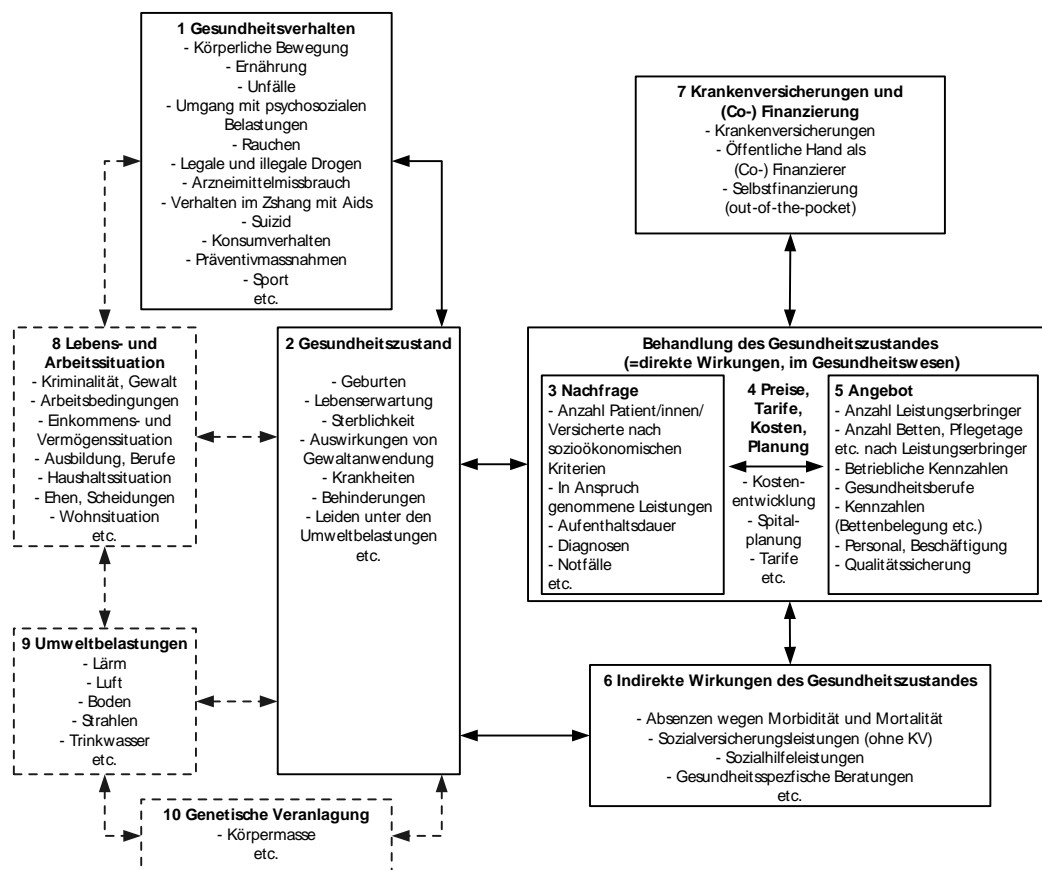 1 Gesundheitsverhalten
- Körperliche Bewegung
- Ernährung
- Unfälle
- Umgang mit psychosozialen
Belastungen
- Rauchen
- Legale und illegale Drogen
- Arzneimittelmissbrauch
- Verhalten im Zshang mit Aids
- Suizid
- Konsumverhalten
- Präventivmassnahmen
- Sport
etc.
7 Krankenversicherungen und
(Co-) Finanzierung
- Krankenversicherungen
- Öffentliche Hand als
(Co-) Finanzierer
- Selbstfinanzierung
(out-of-the-pocket)
8 Lebens- und
Arbeitssituation
- Kriminalität, Gewalt
- Arbeitsbedingungen
- Einkommens- und
Vermögenssituation
- Ausbildung, Berufe
- Haushaltssituation
- Ehen, Scheidungen
- Wohnsituation
etc.
2 Gesundheitszustand
- Geburten
- Lebenserwartung
- Sterblichkeit
- Auswirkungen von
Gewaltanwendung
- Krankheiten
- Behinderungen
- Leiden unter den
Umweltbelastungen
etc.
Behandlung des Gesundheitszustandes
(=direkte Wirkungen, im Gesundheitswesen)
3 Nachfrage
- Anzahl Patient/innen/
Versicherte nach
sozioökonomischen
Kriterien
- In Anspruch
genommene Leistungen
- Aufenthaltsdauer
- Diagnosen
- Notfälle
etc.
4 Preise,
Tarife,
Kosten,
Planung
- Kosten-
entwicklung
- Spital-
planung
- Tarife
etc.
5 Angebot
- Anzahl Leistungserbringer
- Anzahl Betten, Pflegetage
etc. nach Leistungserbringer
- Betriebliche Kennzahlen
- Gesundheitsberufe
- Kennzahlen
(Bettenbelegung etc.)
- Personal, Beschäftigung
- Qualitätssicherung
9 Umweltbelastungen
- Lärm
- Luft
- Boden
- Strahlen
- Trinkwasser
etc.
6 Indirekte Wirkungen des Gesundheitszustandes
- Absenzen wegen Morbidität und Mortalität
- Sozialversicherungsleistungen (ohne KV)
- Sozialhilfeleistungen
- Gesundheitsspezfische Beratungen
etc.
10 Genetische Veranlagung
- Körpermasse
etc.